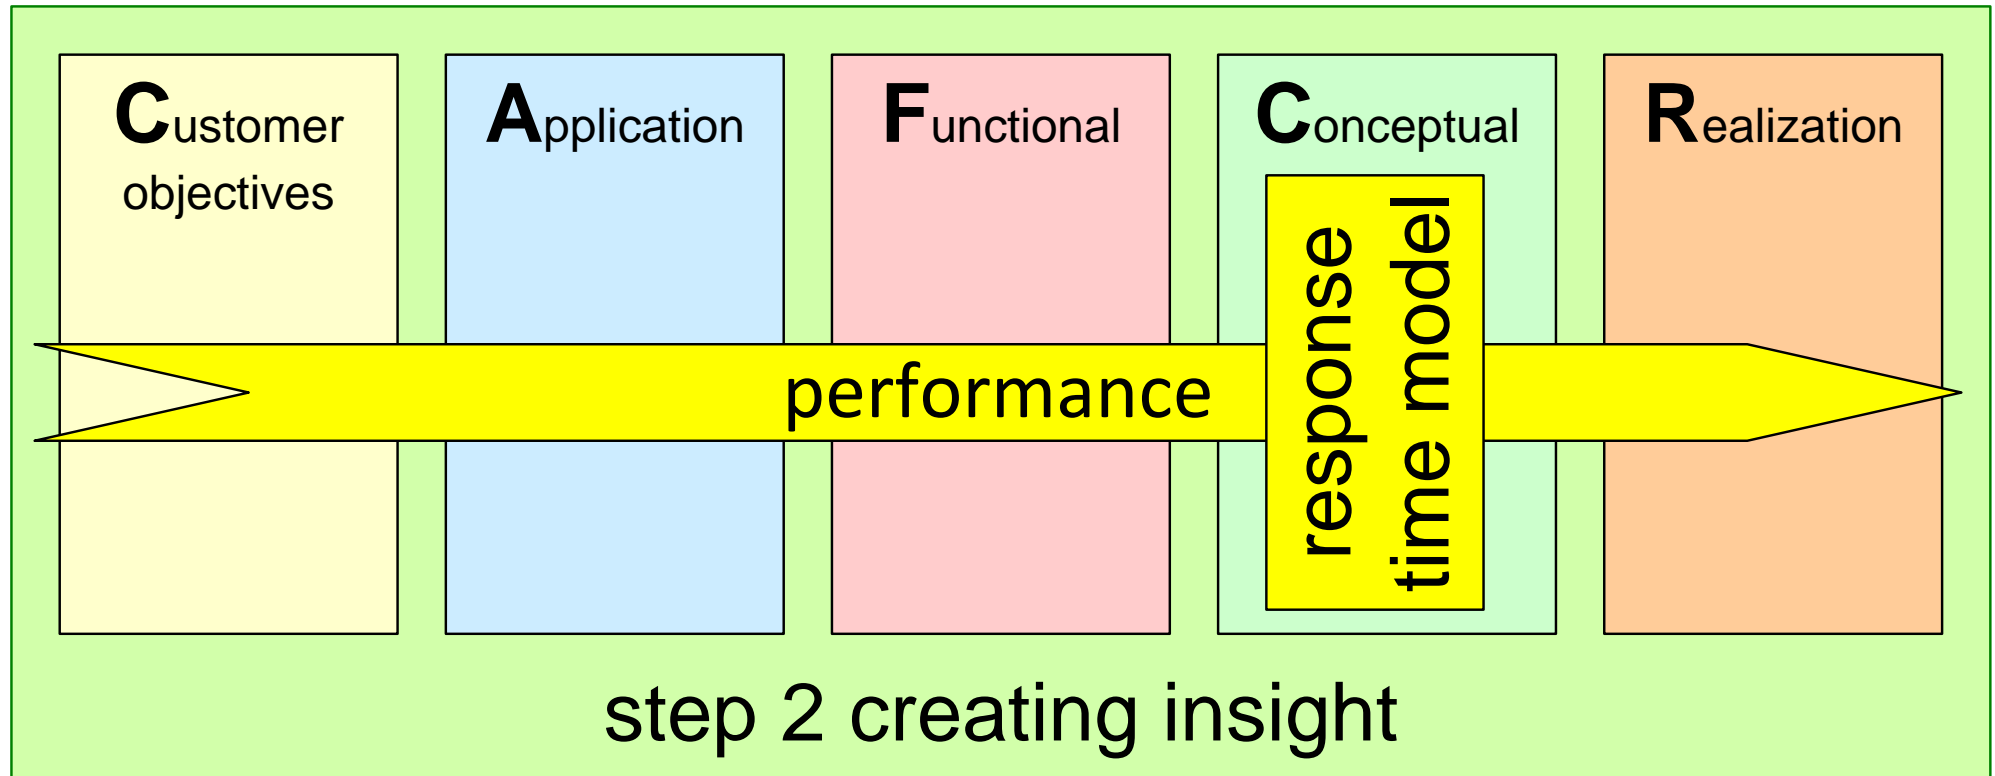 Customer
objectives
Application
Functional
Conceptual
Realization
performance
response
time model
step 2 creating insight